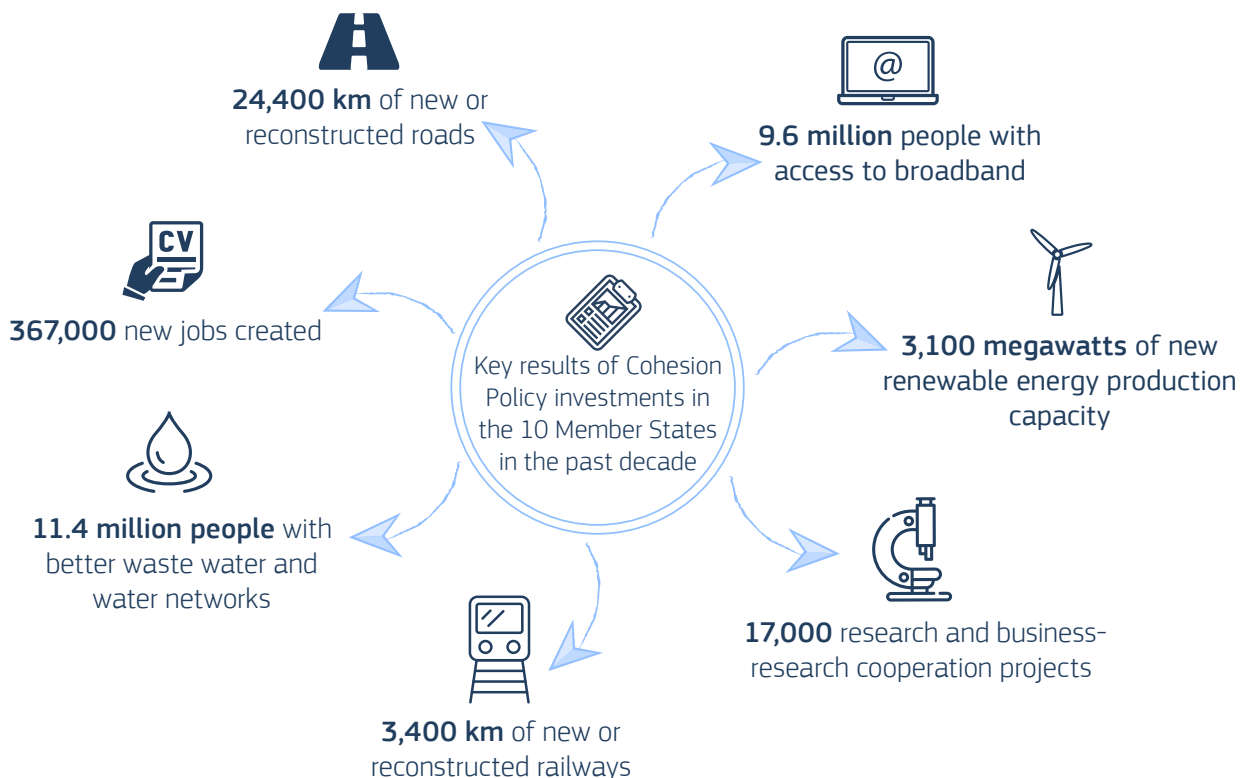 24,400 km of new or
reconstructed roads
@
9.6 million people with
access to broadband
CV
367,000 new jobs created
3,100 megawatts of new
renewable energy production
capacity
Key results of Cohesion
Policy investments in
the 10 Member States
in the past decade
11.4 million people with
better waste water and
water networks
17,000 research and business-
research cooperation projects
3,400 km of new or
reconstructed railways